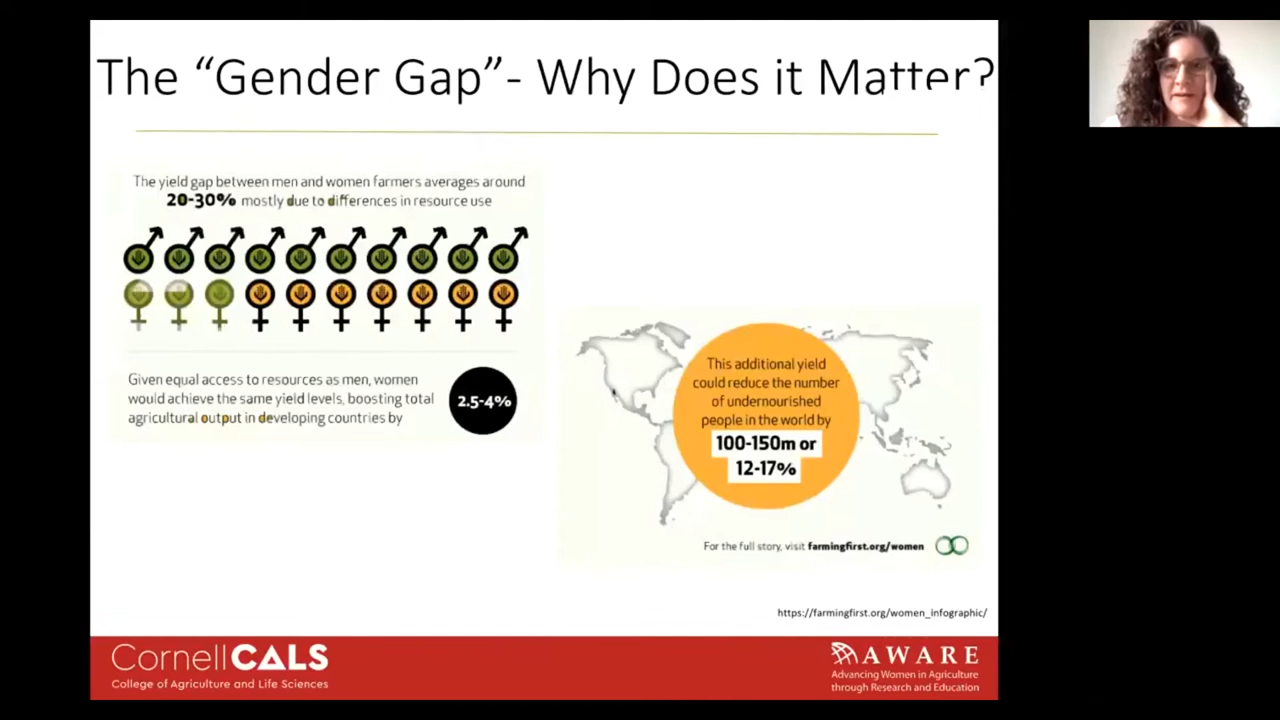 The “Gender Gap”- Why Does it Matter?
The yield gap between men and women farmers averages around
20-30% mostly due to differences in resource use
Given equal access to resources as men, women
would achieve the same yield levels, boosting total
agricultural output in developing countries by
2.5-4%
This additional yield
could reduce the number
of undernourished
people in the world by
100-150m or
12-17%
For the full story, visit farmingfirst.org/women
https://farmingfirst.org/women_infographic/
CornellCALS
College of Agriculture and Life Sciences
AWARE
Advancing Women in Agriculture
through Research and Education